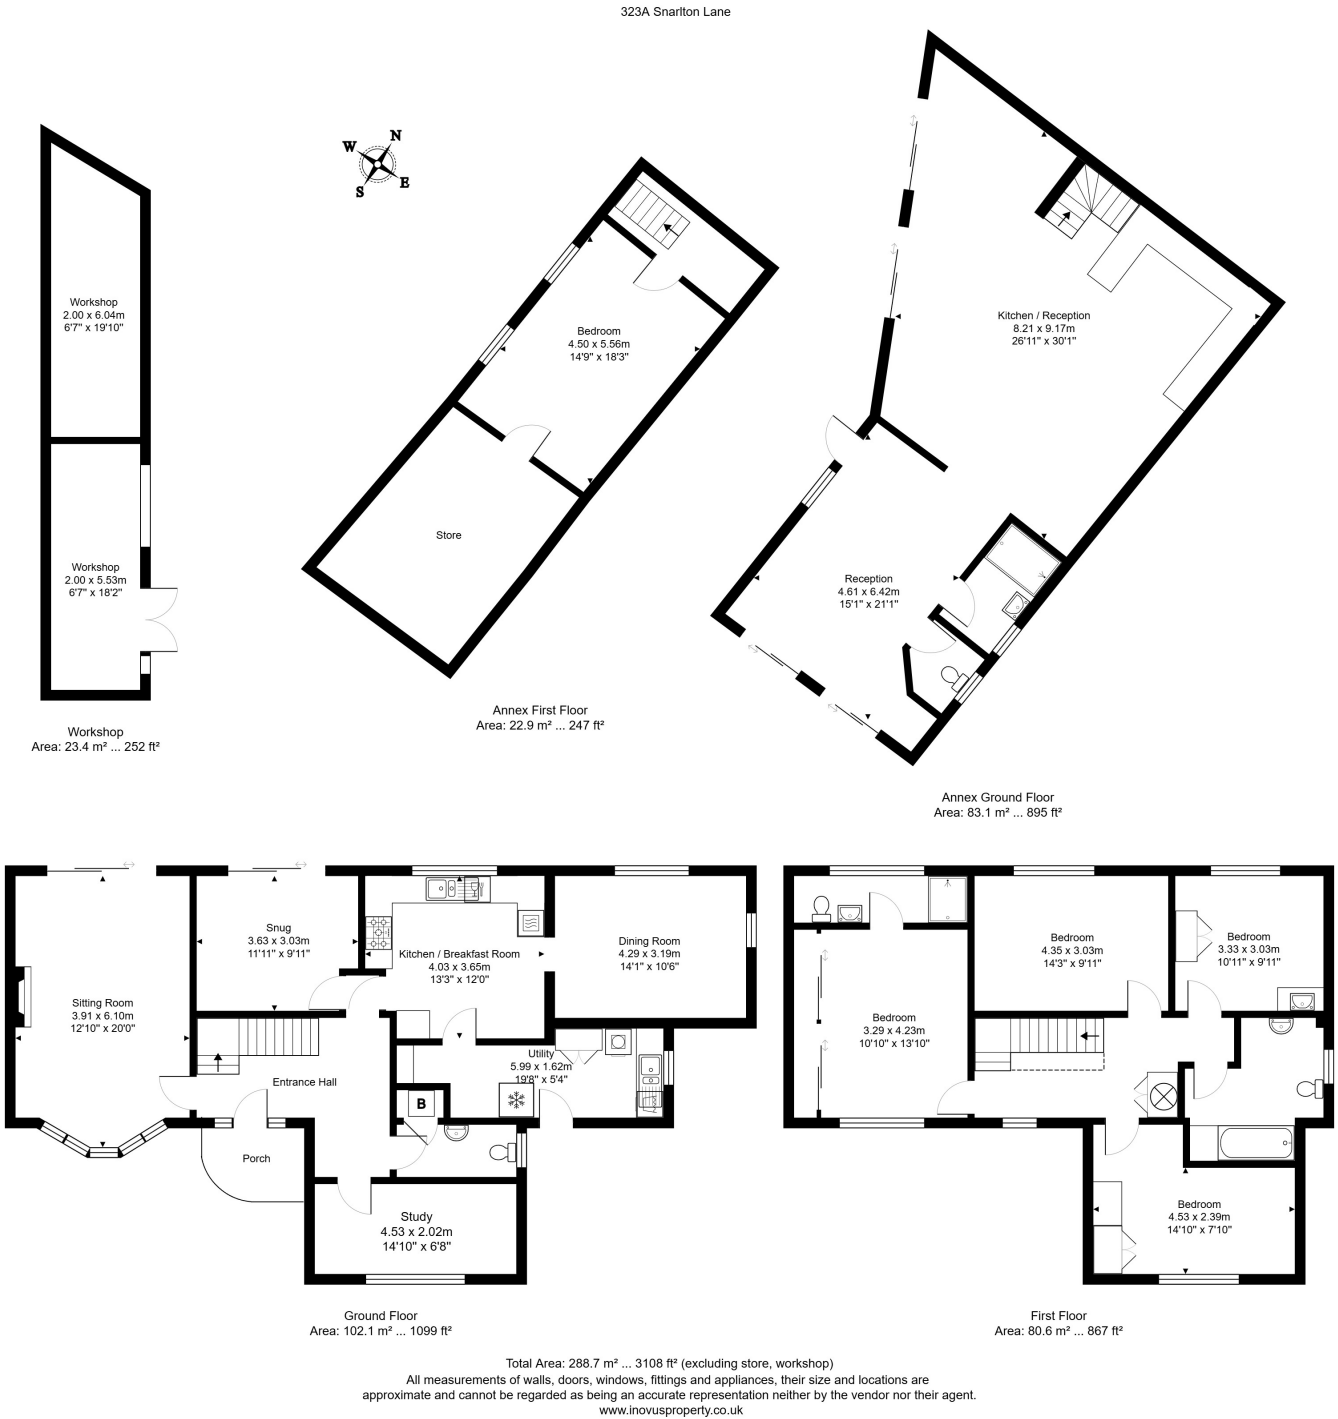 323A Snarlton Lane
N
W
E
S
Workshop
2.00 x 6.04m
6'7" x 19'10"
Workshop
2.00 x 5.53m
6'7" x 18'2"
Workshop
Area: 23.4 m² ... 252 ft²
Bedroom
4.50 x 5.56m
14'9" x 18'3"
Store
Annex First Floor
Area: 22.9 m² ... 247 ft²
Kitchen / Reception
8.21 x 9.17m
26'11" x 30'1"
Reception
4.61 x 6.42m
15'1" x 21'1"
Annex Ground Floor
Area: 83.1 m² ... 895 ft²
Sitting Room
3.91 x 6.10m
12'10" x 20'0"
Snug
3.63 x 3.03m
11'11" x 9'11"
Kitchen / Breakfast Room
4.03 x 3.65m
13'3" x 12'0"
Dining Room
4.29 x 3.19m
14'1" x 10'6"
Utility
5.99 x 1.62m
19'8" x 5'4"
Entrance Hall
B
Porch
Study
4.53 x 2.02m
14'10" x 6'8"
Ground Floor
Area: 102.1 m² ... 1099 ft²
Bedroom
4.35 x 3.03m
14'3" x 9'11"
Bedroom
3.33 x 3.03m
10'11" x 9'11"
Bedroom
3.29 x 4.23m
10'10" x 13'10"
Bedroom
4.53 x 2.39m
14'10" x 7'10"
First Floor
Area: 80.6 m² ... 867 ft²
Total Area: 288.7 m² ... 3108 ft² (excluding store, workshop)
All measurements of walls, doors, windows, fittings and appliances, their size and locations are
approximate and cannot be regarded as being an accurate representation neither by the vendor nor their agent.
www.inovusproperty.co.uk